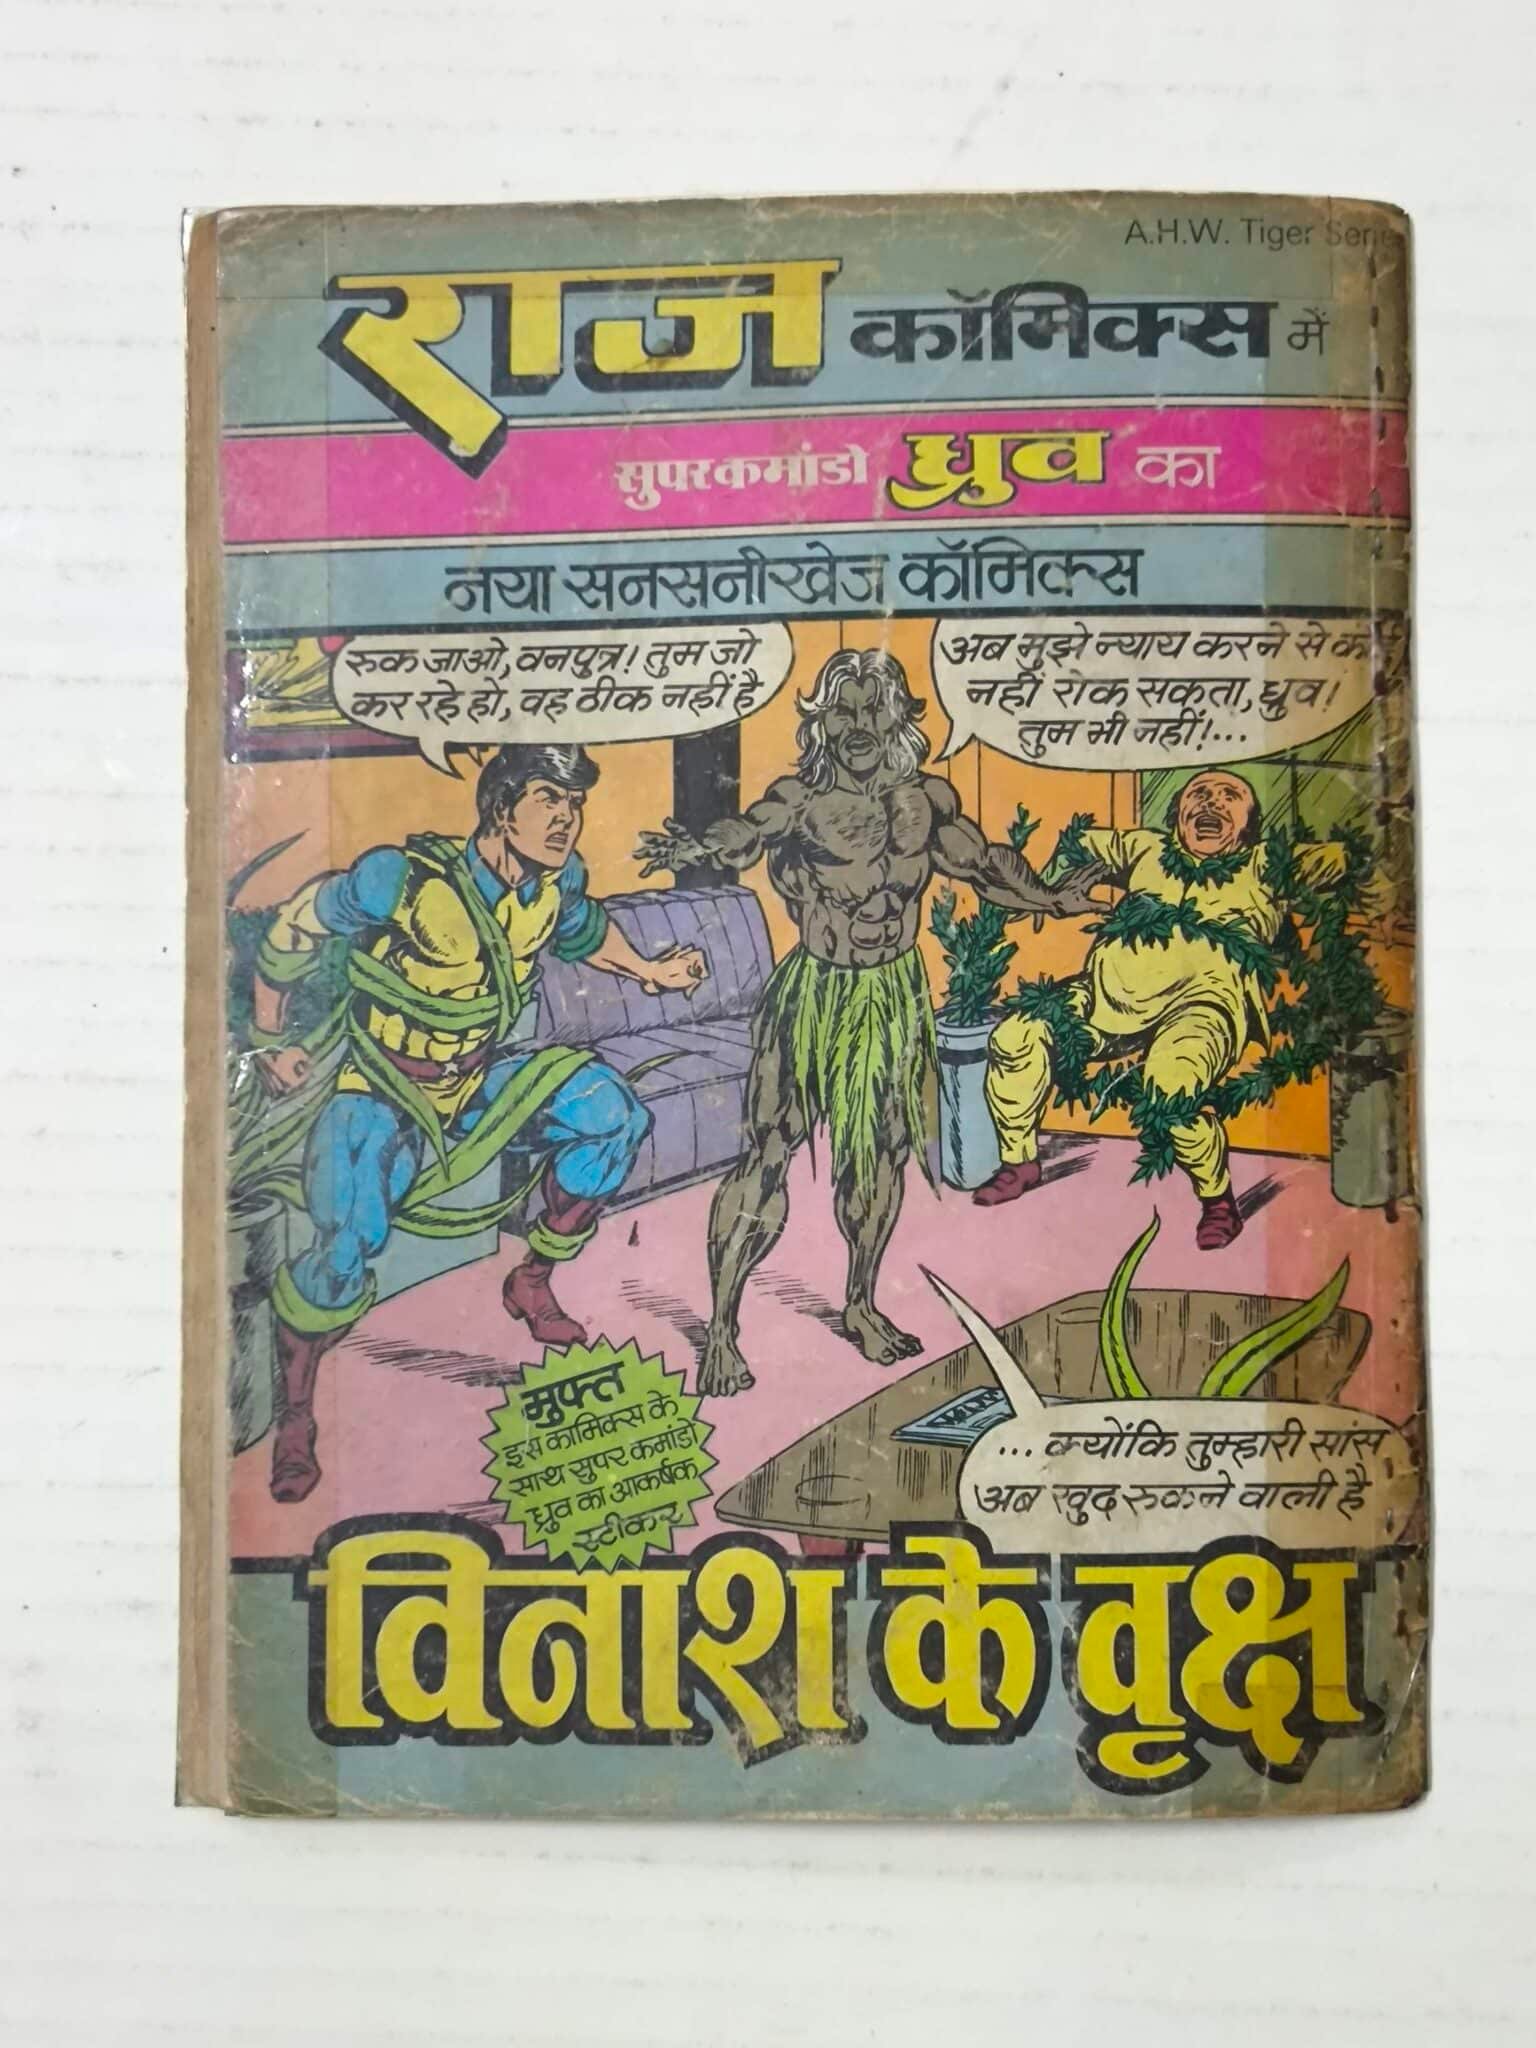 A.H.W. Tiger Serie
राज कॉमिक्स में
सुपर कमांडो ध्रुव का
नया सनसनीखेज कॉमिक्स
रुक जाओ, वनपुत्र! तुम जो
कर रहे हो, वह ठीक नहीं है
अब मुझे न्याय करने से कोई
नहीं रोक सकता, ध्रुव!
तुम भी नहीं!...
मुफ्त
इस कॉमिक्स के
साथ सुपर कमांडो
ध्रुव का आकर्षक
स्टीकर
... क्योंकि तुम्हारी सांस
अब खुद रुकने वाली है
विनाश के वृक्ष